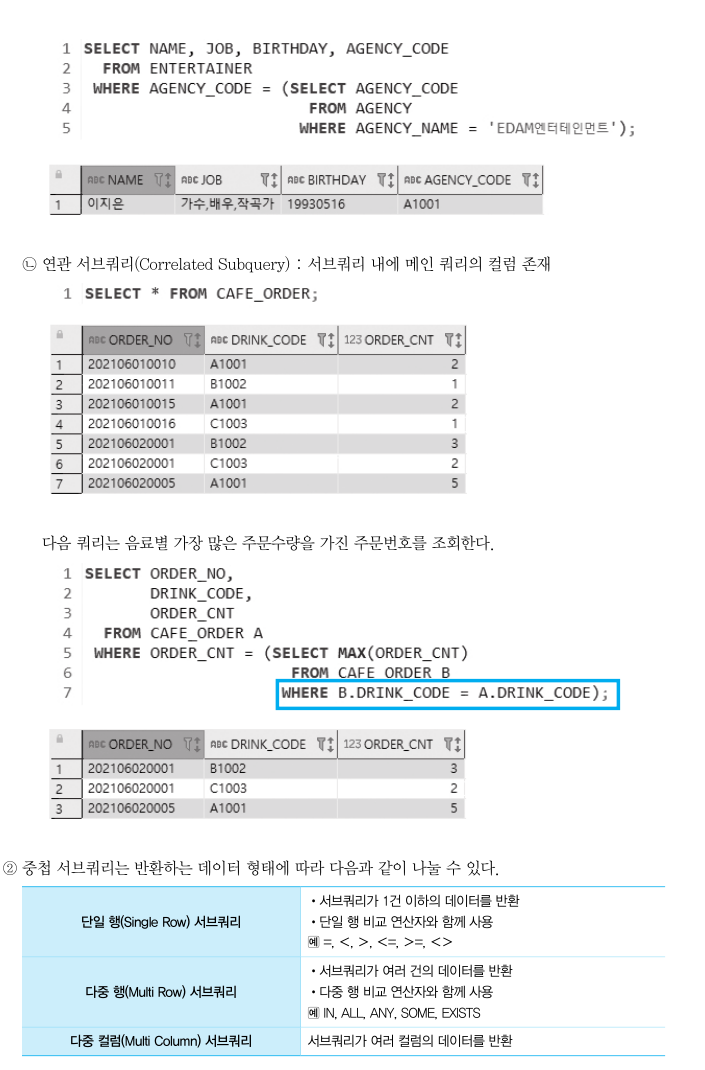 1 SELECT NAME, JOB, BIRTHDAY, AGENCY_CODE
2 FROM ENTERTAINER
3 WHERE AGENCY_CODE = (SELECT AGENCY_CODE
4 FROM AGENCY
5 WHERE AGENCY_NAME = 'EDAM엔터테인먼트');
ABC NAME ABC JOB ABC BIRTHDAY ABC AGENCY_CODE
1 이지은 가수,배우,작곡가 19930516 A1001
㉡ 연관 서브쿼리(Correlated Subquery) : 서브쿼리 내에 메인 쿼리의 컬럼 존재
1 SELECT * FROM CAFE_ORDER;
ABC ORDER_NO ABC DRINK_CODE 123 ORDER_CNT
1 202106010010 A1001 2
2 202106010011 B1002 1
3 202106010015 A1001 2
4 202106010016 C1003 1
5 202106020001 B1002 3
6 202106020001 C1003 2
7 202106020005 A1001 5
다음 쿼리는 음료별 가장 많은 주문수량을 가진 주문번호를 조회한다.
1 SELECT ORDER_NO,
2 DRINK_CODE,
3 ORDER_CNT
4 FROM CAFE_ORDER A
5 WHERE ORDER_CNT = (SELECT MAX(ORDER_CNT)
6 FROM CAFE_ORDER B
7 WHERE B.DRINK_CODE = A.DRINK_CODE);
ABC ORDER_NO ABC DRINK_CODE 123 ORDER_CNT
1 202106020001 B1002 3
2 202106020001 C1003 2
3 202106020005 A1001 5
② 중첩 서브쿼리는 반환하는 데이터 형태에 따라 다음과 같이 나눌 수 있다.
단일 행(Single Row) 서브쿼리
• 서브쿼리가 1건 이하의 데이터를 반환
• 단일 행 비교 연산자와 함께 사용
예 =, <, >, <=, >=, <>
다중 행(Multi Row) 서브쿼리
• 서브쿼리가 여러 건의 데이터를 반환
• 다중 행 비교 연산자와 함께 사용
예 IN, ALL, ANY, SOME, EXISTS
다중 컬럼(Multi Column) 서브쿼리
서브쿼리가 여러 컬럼의 데이터를 반환